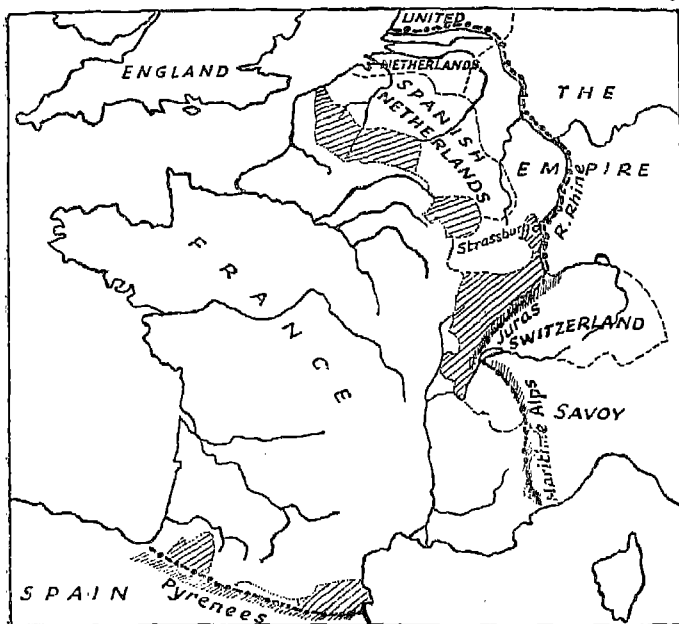 UNITED
NETHERLANDS
ENGLAND
THE
SPANISH
NETHERLANDS
EMPIRE
R. Rhine
Strassburg
FRANCE
Juras
SWITZERLAND
Maritime Alps
SAVOY
SPAIN
Pyrenees